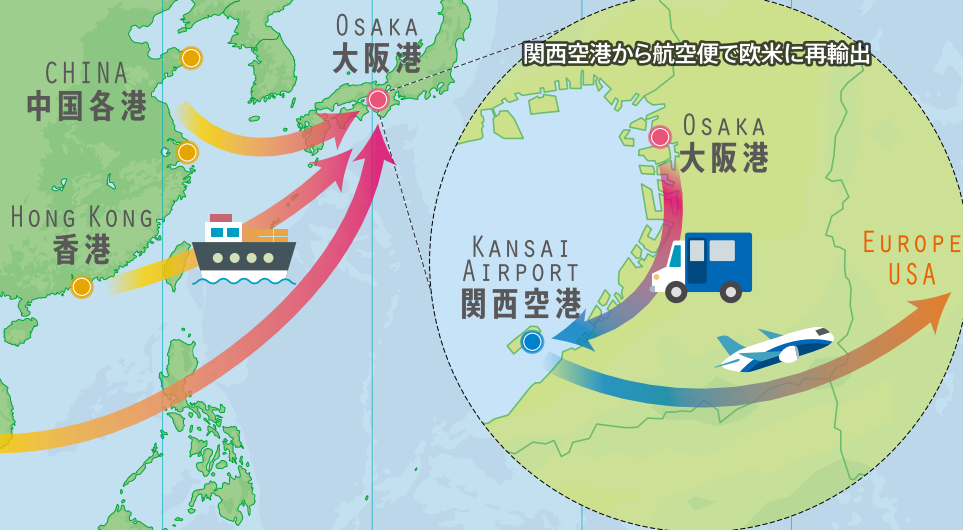 OSAKA
大阪港
CHINA
中国各港
HONG KONG
香港
関西空港から航空便で欧米に再輸出
OSAKA
大阪港
KANSAI
AIRPORT
関西空港
EUROPE
USA